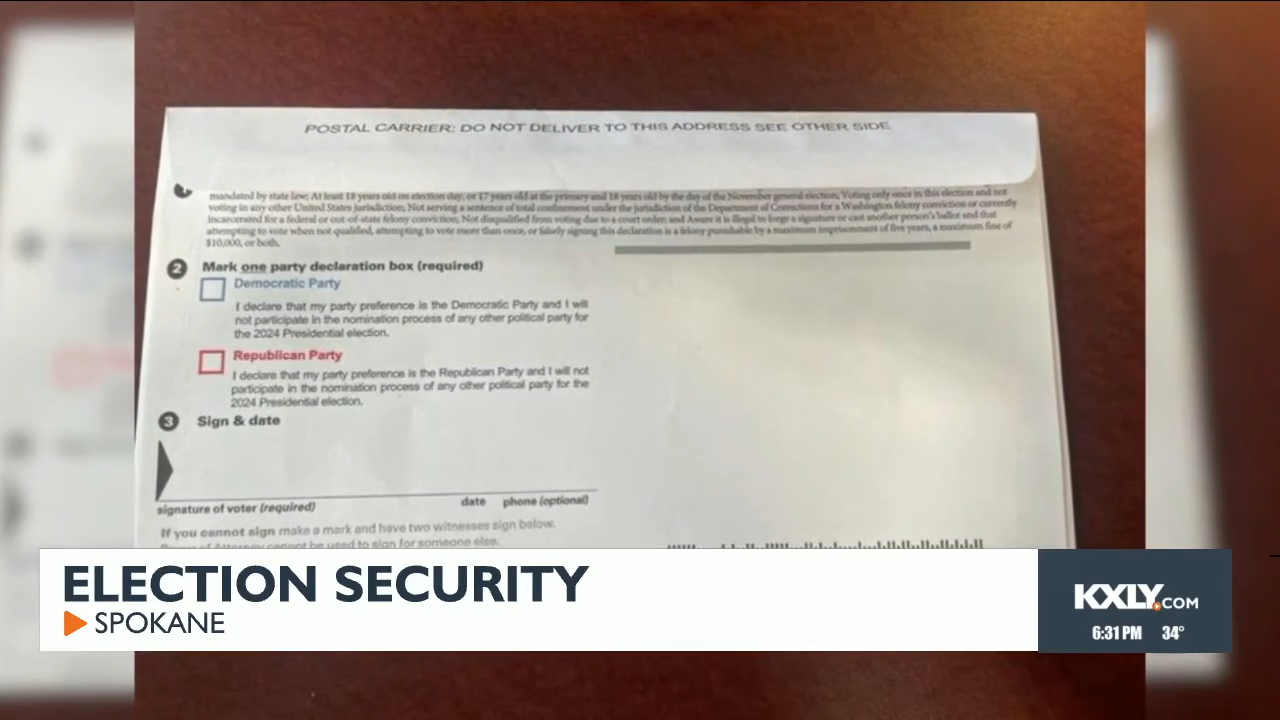 POSTAL CARRIER: DO NOT DELIVER TO THIS ADDRESS SEE OTHER SIDE
mandated by state law; At least 18 years old on election day, or 17 years old at the primary and 18 years old by the day of the November general election; Voting only once in this election and not
voting in any other United States jurisdiction; Not serving a sentence of total confinement under the jurisdiction of the Department of Corrections for a Washington felony conviction or currently
incarcerated for a federal or out-of-state felony conviction; Not disqualified from voting due to a court order; and Aware it is illegal to forge a signature or cast another person's ballot and that
attempting to vote when not qualified, attempting to vote more than once, or falsely signing this declaration is a felony punishable by a maximum imprisonment of five years, a maximum fine of
$10,000, or both.
2 Mark one party declaration box (required)
Democratic Party
I declare that my party preference is the Democratic Party and I will
not participate in the nomination process of any other political party for
the 2024 Presidential election.
Republican Party
I declare that my party preference is the Republican Party and I will not
participate in the nomination process of any other political party for the
2024 Presidential election.
3 Sign & date
signature of voter (required) date phone (optional)
If you cannot sign make a mark and have two witnesses sign below.
Power of Attorney cannot be used to sign for someone else.
ELECTION SECURITY
SPOKANE
KXLY.COM
6:31 PM 34°